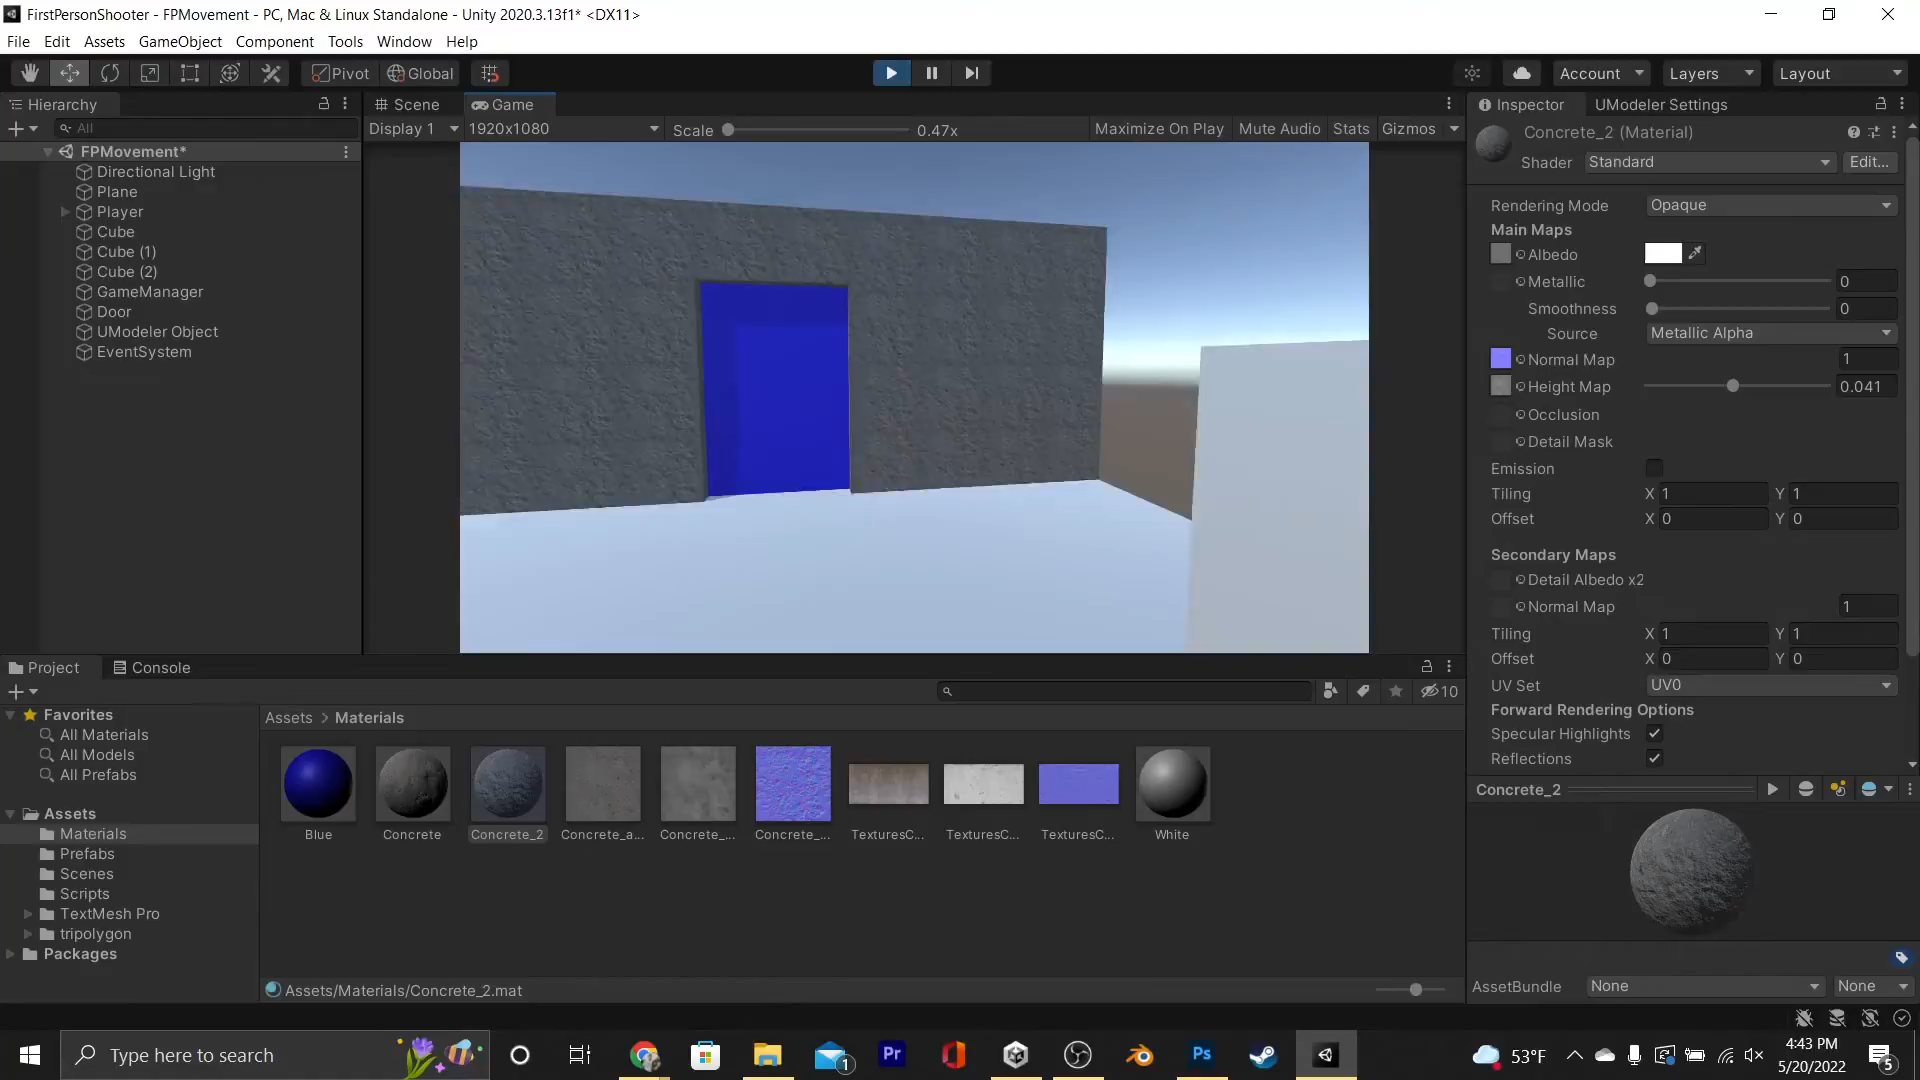 FirstPersonShooter - FPMovement - PC, Mac & Linux Standalone - Unity 2020.3.13f1* <DX11>
File Edit Assets GameObject Component Tools Window Help
Pivot Global Account Layers Layout
Hierarchy
All
FPMovement*
Directional Light
Plane
Player
Cube
Cube (1)
Cube (2)
GameManager
Door
UModeler Object
EventSystem
Scene Game
Display 1 1920x1080 Scale 0.47x Maximize On Play Mute Audio Stats Gizmos
Inspector UModeler Settings
Concrete_2 (Material)
Shader Standard Edit...
Rendering Mode Opaque
Main Maps
Albedo
Metallic 0
Smoothness 0
Source Metallic Alpha
Normal Map 1
Height Map 0.041
Occlusion
Detail Mask
Emission
Tiling X 1 Y 1
Offset X 0 Y 0
Secondary Maps
Detail Albedo x2
Normal Map 1
Tiling X 1 Y 1
Offset X 0 Y 0
UV Set UV0
Forward Rendering Options
Specular Highlights
Reflections
Concrete_2
AssetBundle None None
Project Console
10
Favorites
All Materials
All Models
All Prefabs
Assets
Materials
Prefabs
Scenes
Scripts
TextMesh Pro
tripolygon
Packages
Assets > Materials
Blue Concrete Concrete_2 Concrete_a... Concrete_... Concrete_... TexturesC... TexturesC... TexturesC... White
Assets/Materials/Concrete_2.mat
Type here to search
1
Pr
Ps
53°F
4:43 PM
5/20/2022
5